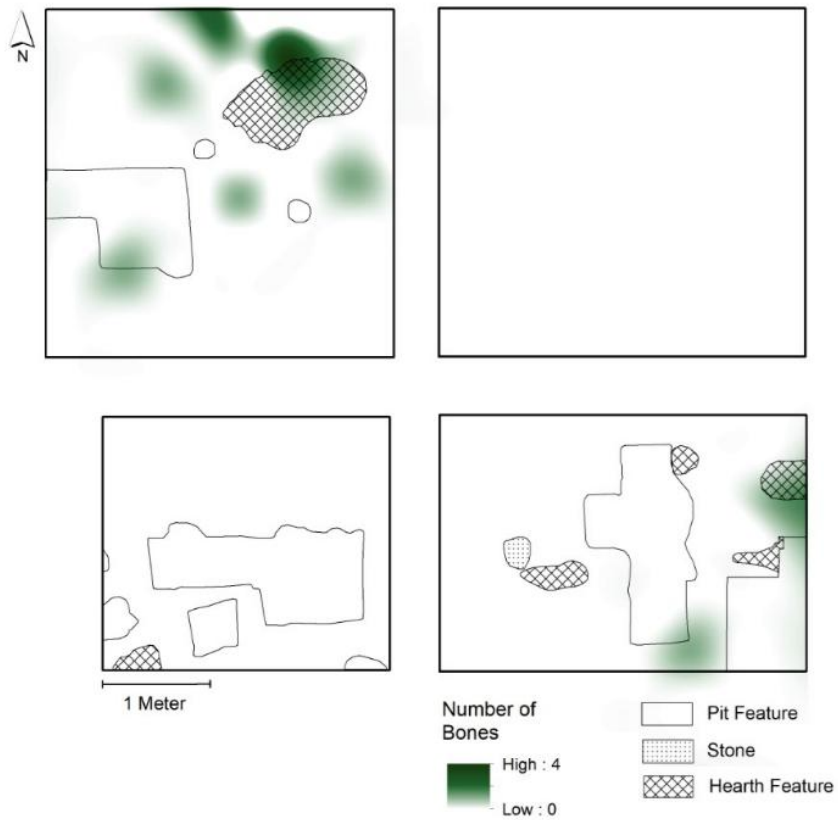 N
1 Meter
Number of
Bones
High : 4
Low : 0
Pit Feature
Stone
Hearth Feature